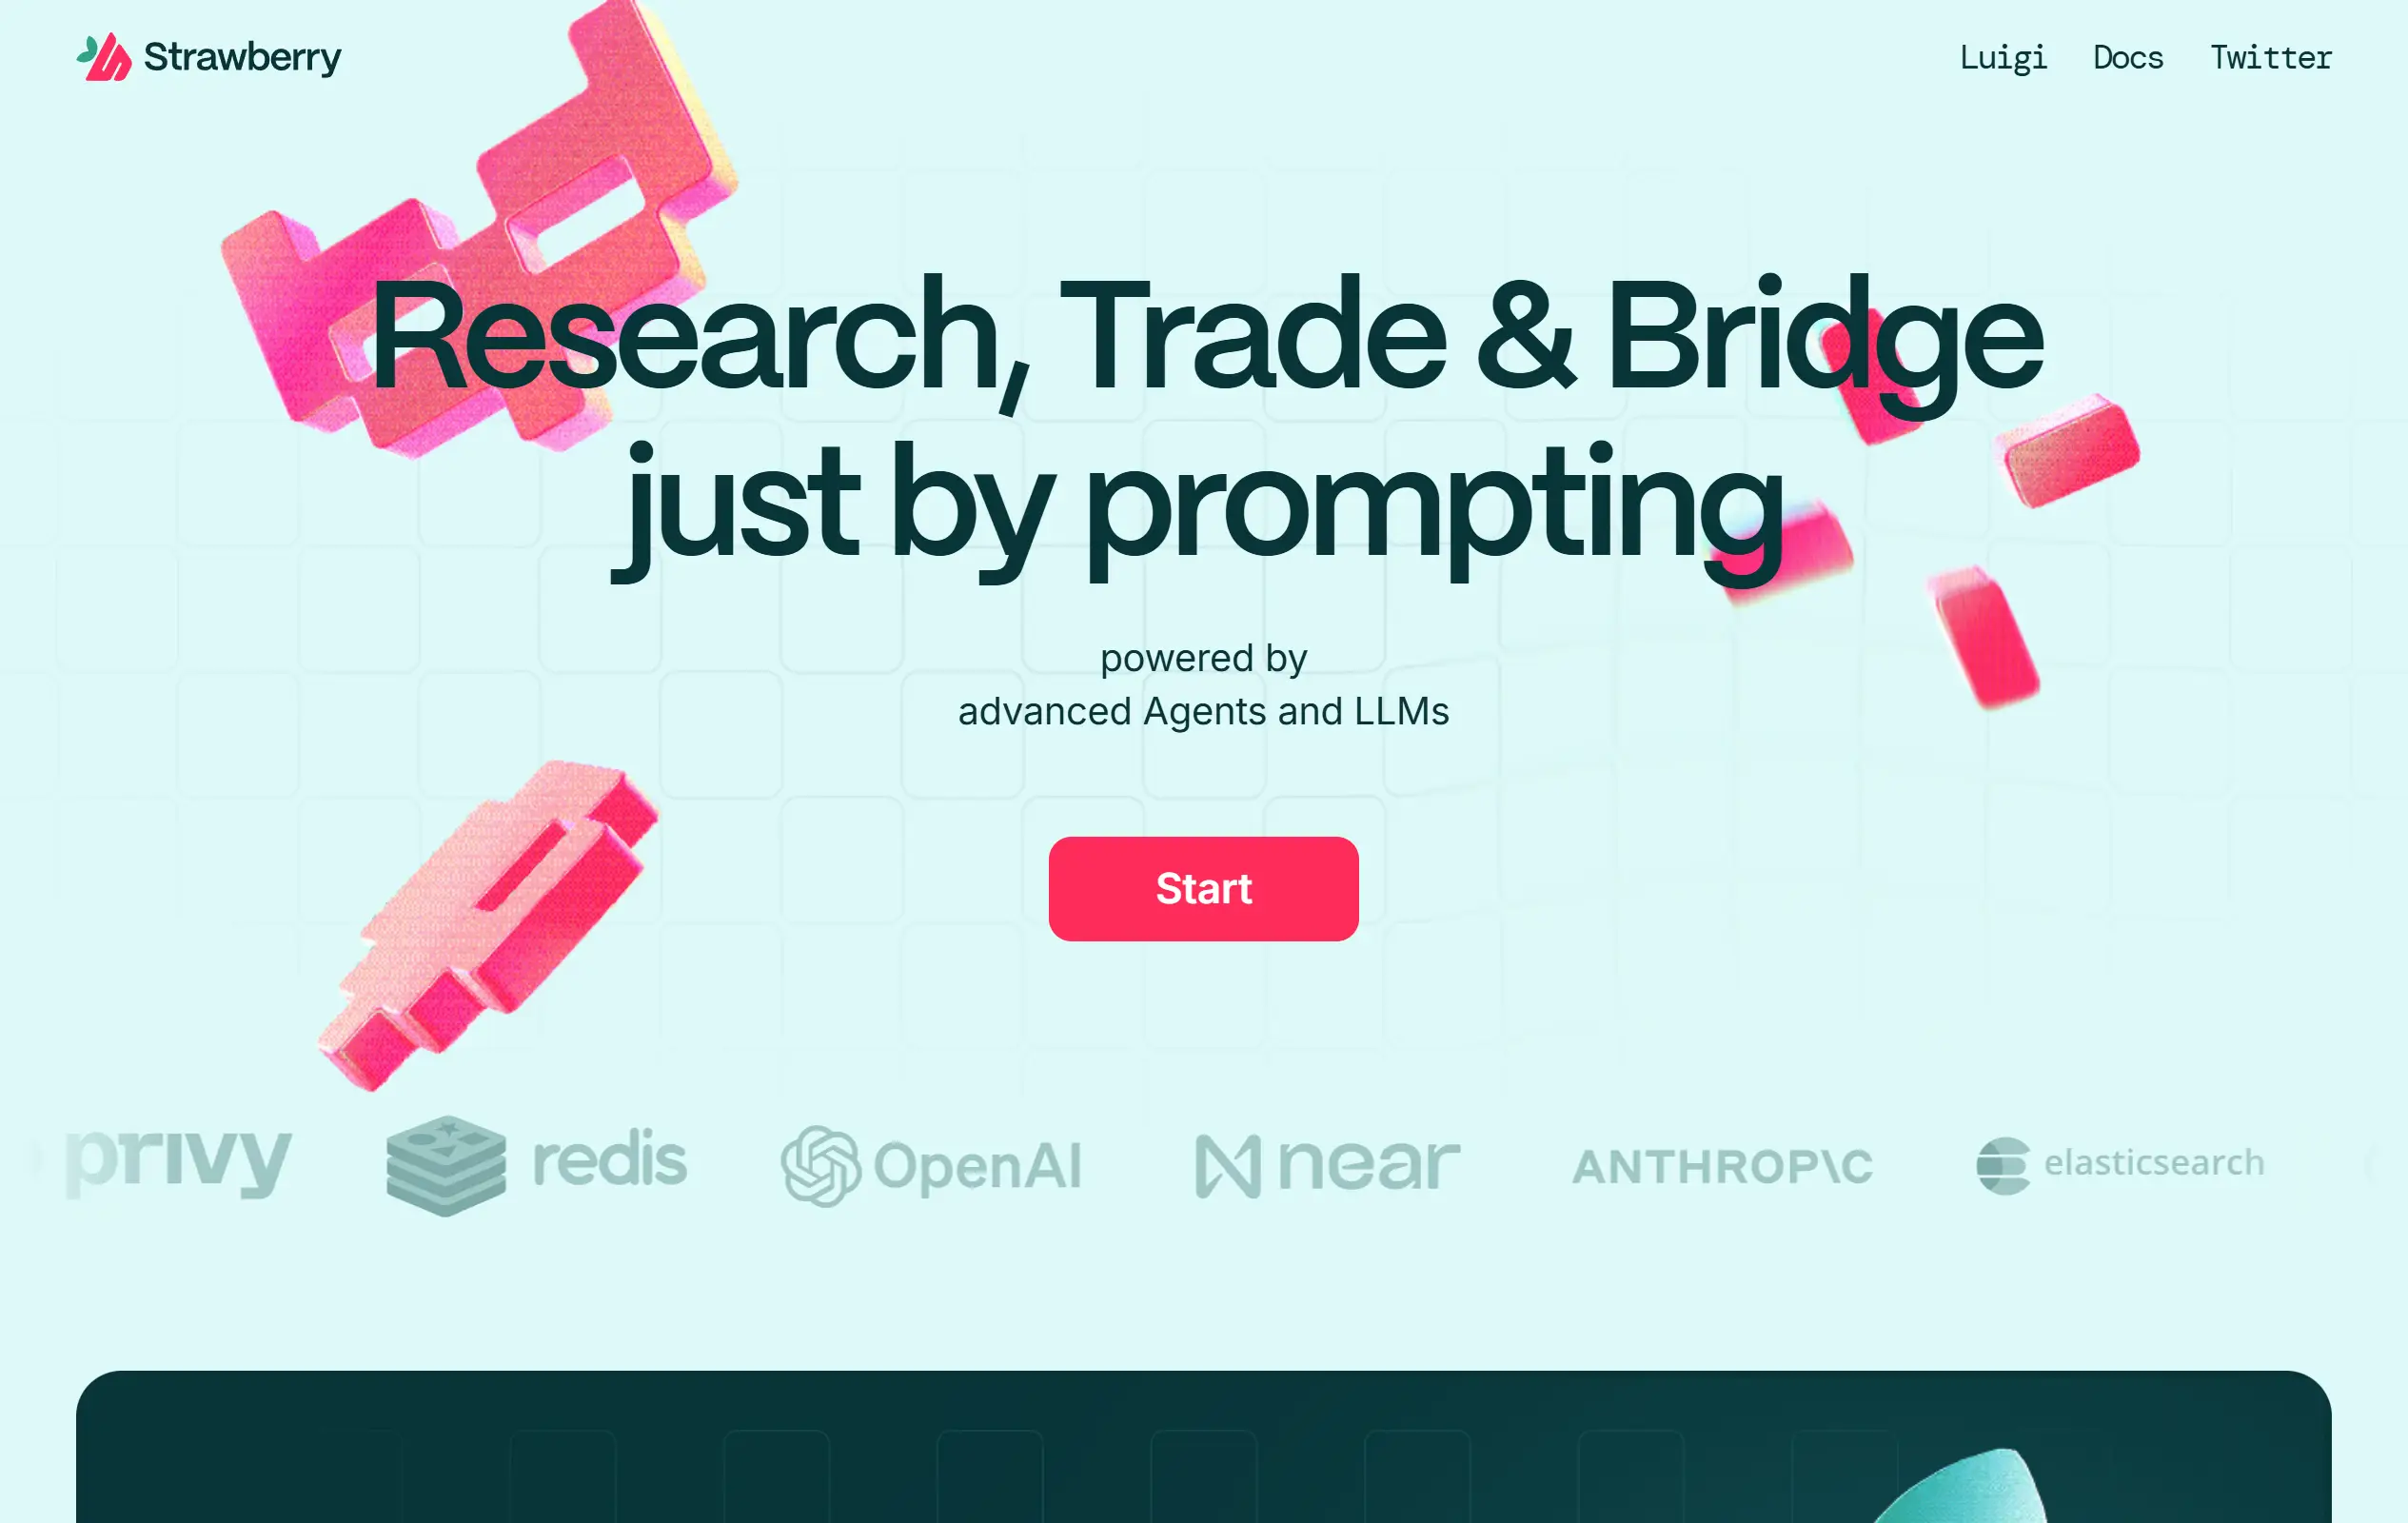 Strawberry
Luigi Docs Twitter
Research, Trade & Bridge
just by prompting
powered by
advanced Agents and LLMs
Start
privy redis OpenAI near ANTHROP\C elasticsearch